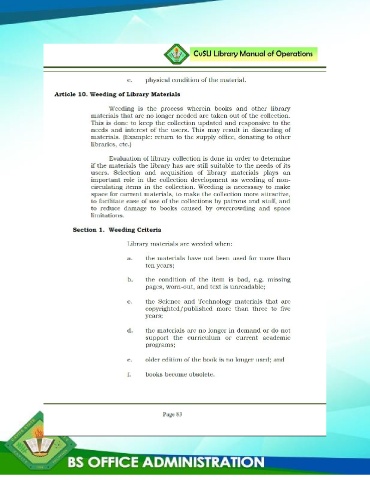 CvSU Library Manual of Operations
c. physical condition of the material.
Article 10. Weeding of Library Materials
Weeding is the process wherein books and other library
materials that are no longer needed are taken out of the collection.
This is done to keep the collection updated and responsive to the
needs and interest of the users. This may result in discarding of
materials. (Example: return to the supply office, donating to other
libraries, etc.)
Evaluation of library collection is done in order to determine
if the materials the library has are still suitable to the needs of its
users. Selection and acquisition of library materials plays an
important role in the collection development as weeding of non-
circulating items in the collection. Weeding is necessary to make
space for current materials, to make the collection more attractive,
to facilitate ease of use of the collections by patrons and staff, and
to reduce damage to books caused by overcrowding and space
limitations.
Section 1. Weeding Criteria
Library materials are weeded when:
a. the materials have not been used for more than
ten years;
b. the condition of the item is bad, e.g. missing
pages, worn-out, and text is unreadable;
c. the Science and Technology materials that are
copyrighted/published more than three to five
years;
d. the materials are no longer in demand or do not
support the curriculum or current academic
programs;
e. older edition of the book is no longer used; and
f. books become obsolete.
Page 83
BS OFFICE ADMINISTRATION